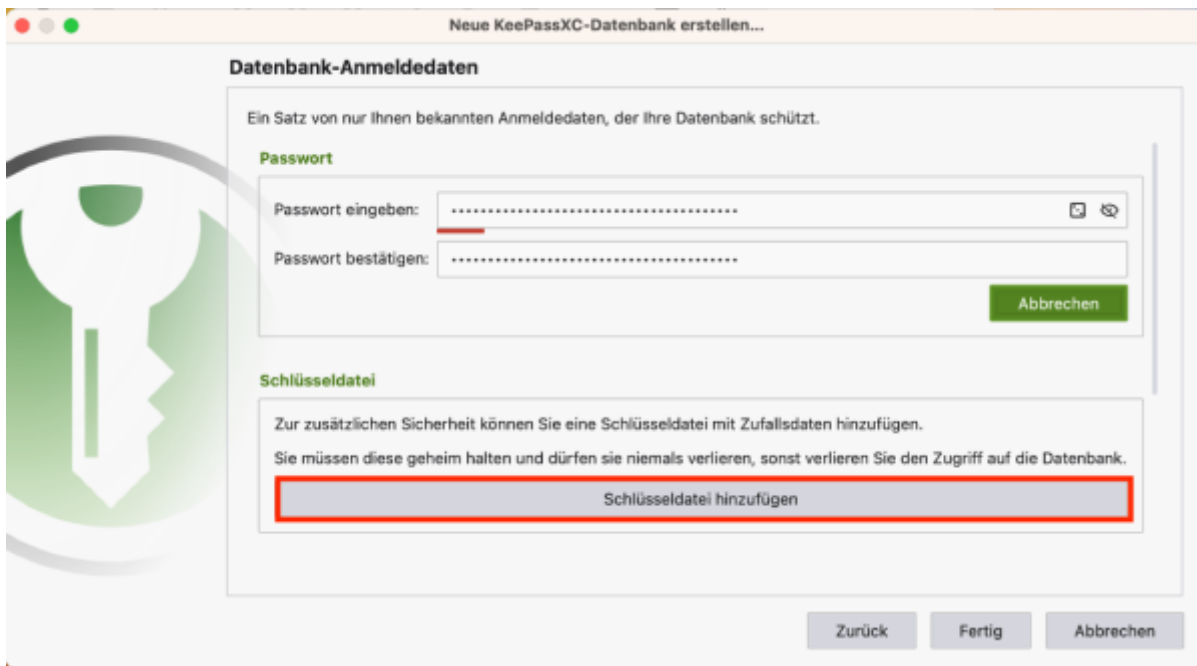 Neue KeePassXC-Datenbank erstellen...
Datenbank-Anmeldedaten
Ein Satz von nur Ihnen bekannten Anmeldedaten, der Ihre Datenbank schützt.
Passwort
Passwort eingeben:
Passwort bestätigen:
Abbrechen
Schlüsseldatei
Zur zusätzlichen Sicherheit können Sie eine Schlüsseldatei mit Zufallsdaten hinzufügen.
Sie müssen diese geheim halten und dürfen sie niemals verlieren, sonst verlieren Sie den Zugriff auf die Datenbank.
Schlüsseldatei hinzufügen
Zurück Fertig Abbrechen